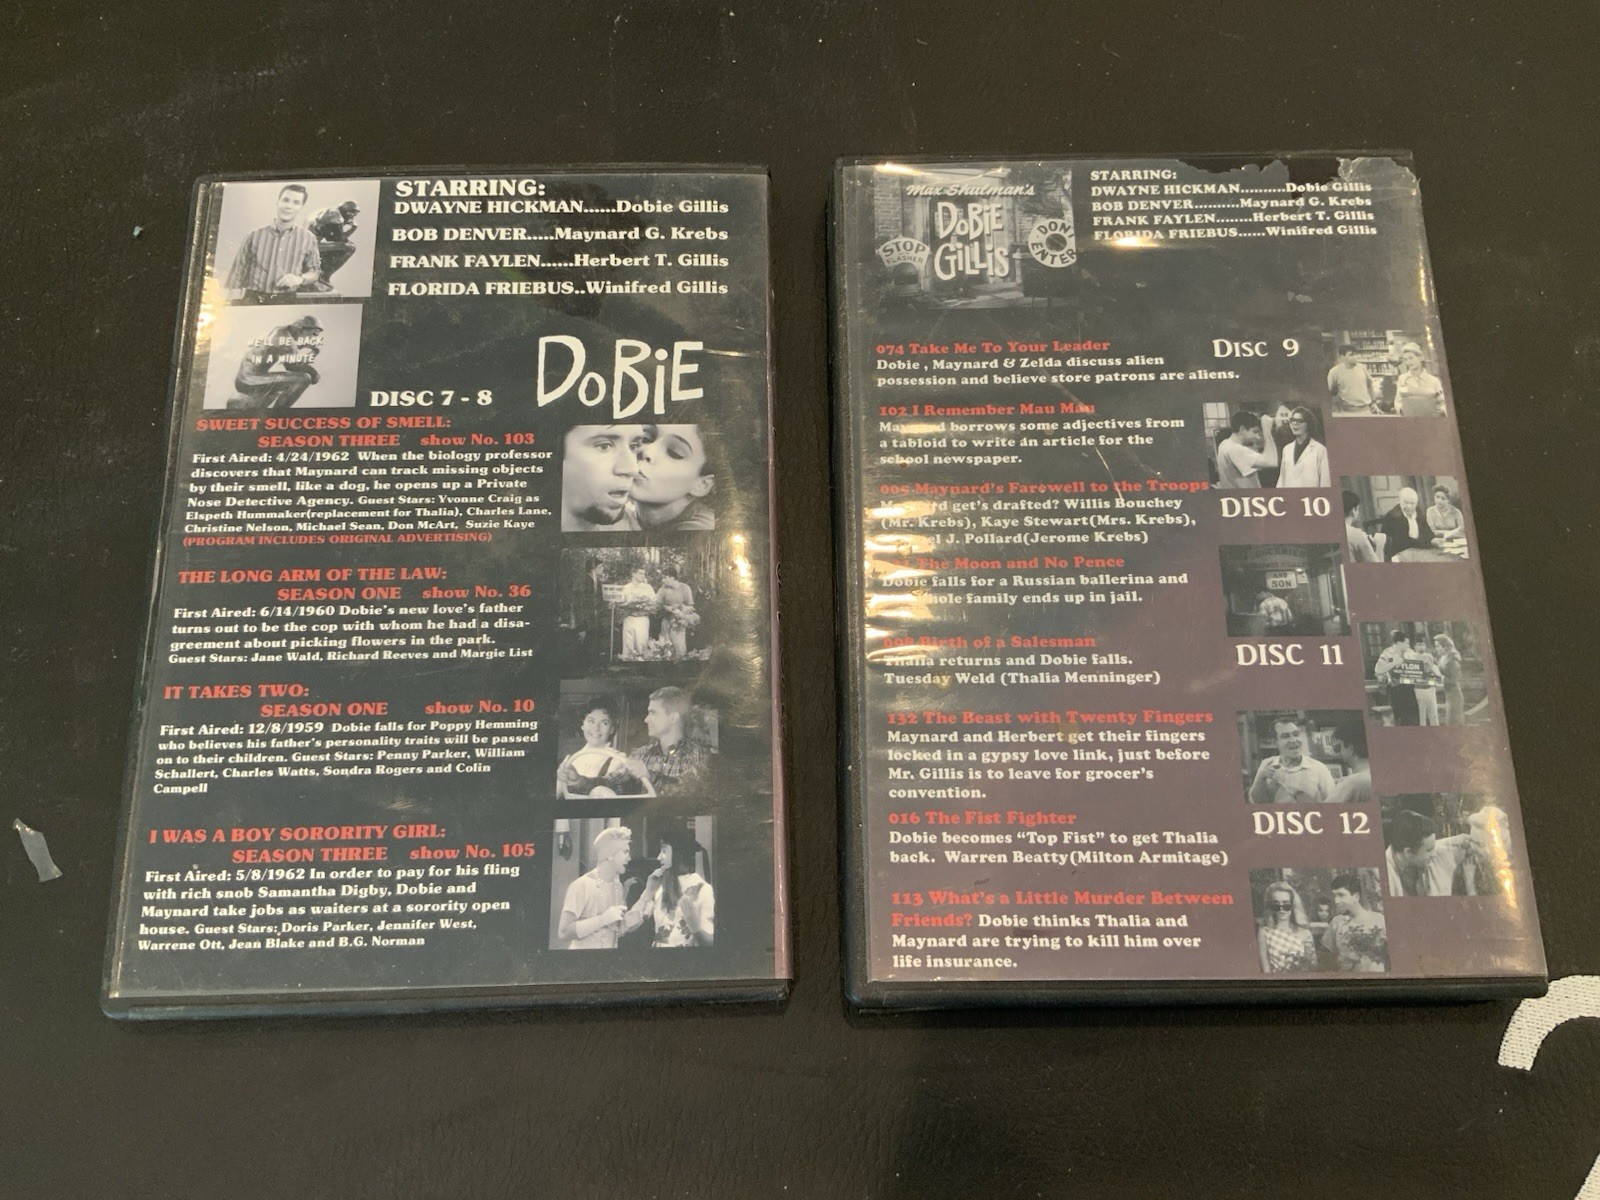 STARRING:
DWAYNE HICKMAN......Dobie Gillis
BOB DENVER.....Maynard G. Krebs
FRANK FAYLEN......Herbert T. Gillis
FLORIDA FRIEBUS..Winifred Gillis
WE'LL BE BACK
IN A MINUTE
DISC 7 - 8
DOBIE
SWEET SUCCESS OF SMELL:
SEASON THREE show No. 103
First Aired: 4/24/1962 When the biology professor
discovers that Maynard can track missing objects
by their smell, like a dog, he opens up a Private
Nose Detective Agency. Guest Stars: Yvonne Craig as
Elspeth Hummaker(replacement for Thalia), Charles Lane,
Christine Nelson, Michael Sean, Don McArt, Suzie Kaye
(PROGRAM INCLUDES ORIGINAL ADVERTISING)
THE LONG ARM OF THE LAW:
SEASON ONE show No. 36
First Aired: 6/14/1960 Dobie's new love's father
turns out to be the cop with whom he had a disa-
greement about picking flowers in the park.
Guest Stars: Jane Wald, Richard Reeves and Margie List
IT TAKES TWO:
SEASON ONE show No. 10
First Aired: 12/8/1959 Dobie falls for Poppy Hemming
who believes his father's personality traits will be passed
on to their children. Guest Stars: Penny Parker, William
Schallert, Charles Watts, Sondra Rogers and Colin
Campell
I WAS A BOY SORORITY GIRL:
SEASON THREE show No. 105
First Aired: 5/8/1962 In order to pay for his fling
with rich snob Samantha Digby, Dobie and
Maynard take jobs as waiters at a sorority open
house. Guest Stars: Doris Parker, Jennifer West,
Warrene Ott, Jean Blake and B.G. Norman
Max Shulman's
DOBIE
GILLIS
STOP
FLASHER
DON'T
ENTER
STARRING:
DWAYNE HICKMAN..........Dobie Gillis
BOB DENVER..........Maynard G. Krebs
FRANK FAYLEN........Herbert T. Gillis
FLORIDA FRIEBUS......Winifred Gillis
DISC 9
074 Take Me To Your Leader
Dobie , Maynard & Zelda discuss alien
possession and believe store patrons are aliens.
102 I Remember Mau Mau
Maynard borrows some adjectives from
a tabloid to write an article for the
school newspaper.
DISC 10
Maynard's Farewell to the Troops
get's drafted? Willis Bouchey
(Mr. Krebs), Kaye Stewart(Mrs. Krebs),
J. Pollard(Jerome Krebs)
The Moon and No Pence
Dobie falls for a Russian ballerina and
family ends up in jail.
AND
SON
DISC 11
Birth of a Salesman
Thalia returns and Dobie falls.
Tuesday Weld (Thalia Menninger)
132 The Beast with Twenty Fingers
Maynard and Herbert get their fingers
locked in a gypsy love link, just before
Mr. Gillis is to leave for grocer's
convention.
DISC 12
016 The Fist Fighter
Dobie becomes “Top Fist” to get Thalia
back. Warren Beatty(Milton Armitage)
113 What's a Little Murder Between
Friends? Dobie thinks Thalia and
Maynard are trying to kill him over
life insurance.